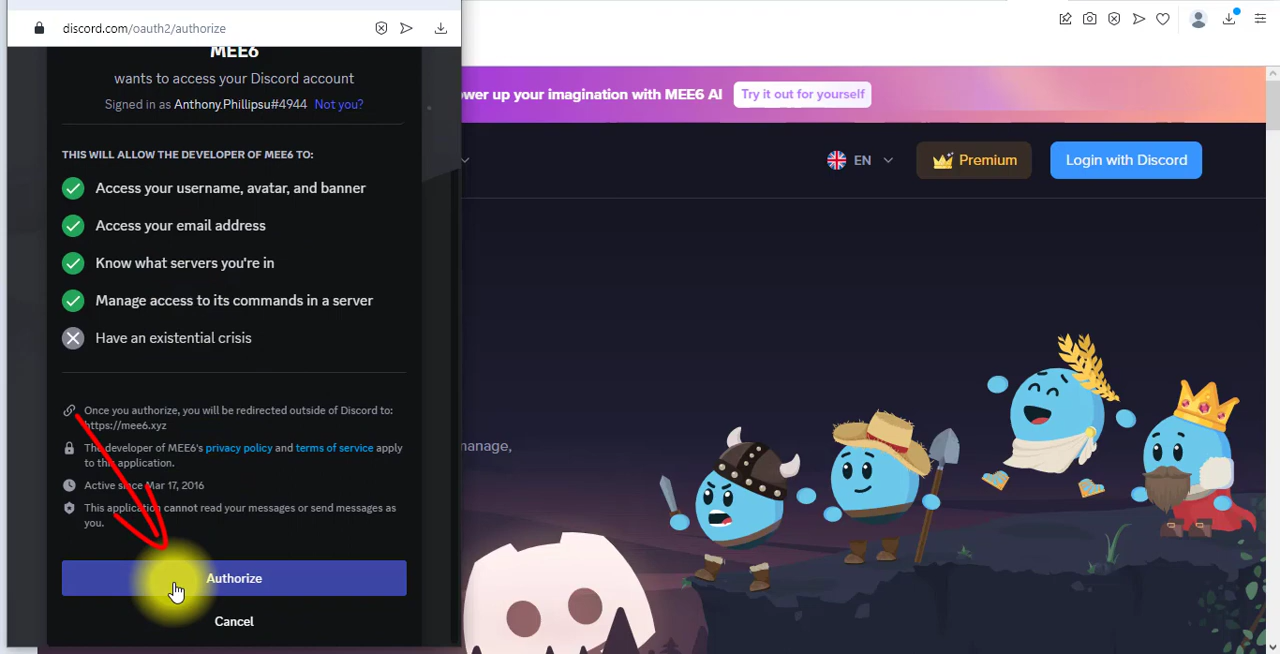 discord.com/oauth2/authorize
MEE6
wants to access your Discord account
Signed in as Anthony.Phillipsu#4944 Not you?
THIS WILL ALLOW THE DEVELOPER OF MEE6 TO:
Access your username, avatar, and banner
Access your email address
Know what servers you're in
Manage access to its commands in a server
Have an existential crisis
Once you authorize, you will be redirected outside of Discord to:
https://mee6.xyz
The developer of MEE6's privacy policy and terms of service apply
to this application.
Active since Mar 17, 2016
This application cannot read your messages or send messages as
you.
Authorize
Cancel
ower up your imagination with MEE6 AI Try it out for yourself
EN Premium Login with Discord
manage,